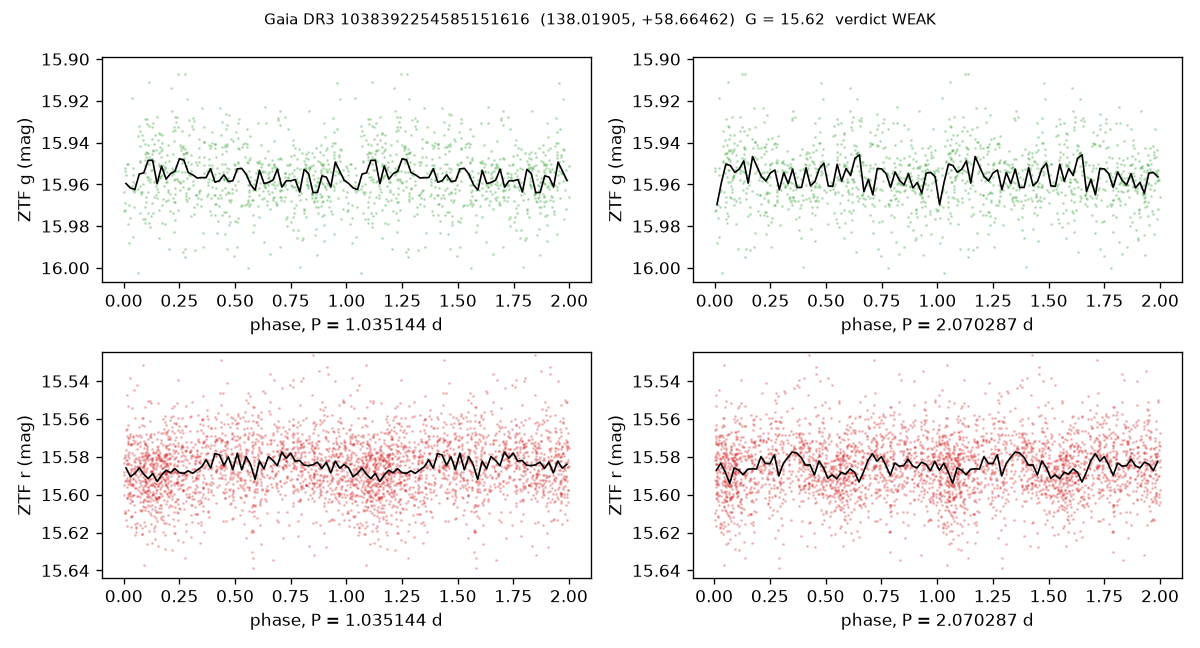 Gaia DR3 1038392254585151616 (138.01905, +58.66462) G = 15.62 verdict WEAK
15.90
15.92
15.94
15.96
15.98
16.00
ZTF g (mag)
0.00 0.25 0.50 0.75 1.00 1.25 1.50 1.75 2.00
phase, P = 1.035144 d
15.90
15.92
15.94
15.96
15.98
16.00
ZTF g (mag)
0.00 0.25 0.50 0.75 1.00 1.25 1.50 1.75 2.00
phase, P = 2.070287 d
15.54
15.56
15.58
15.60
15.62
15.64
ZTF r (mag)
0.00 0.25 0.50 0.75 1.00 1.25 1.50 1.75 2.00
phase, P = 1.035144 d
15.54
15.56
15.58
15.60
15.62
15.64
ZTF r (mag)
0.00 0.25 0.50 0.75 1.00 1.25 1.50 1.75 2.00
phase, P = 2.070287 d